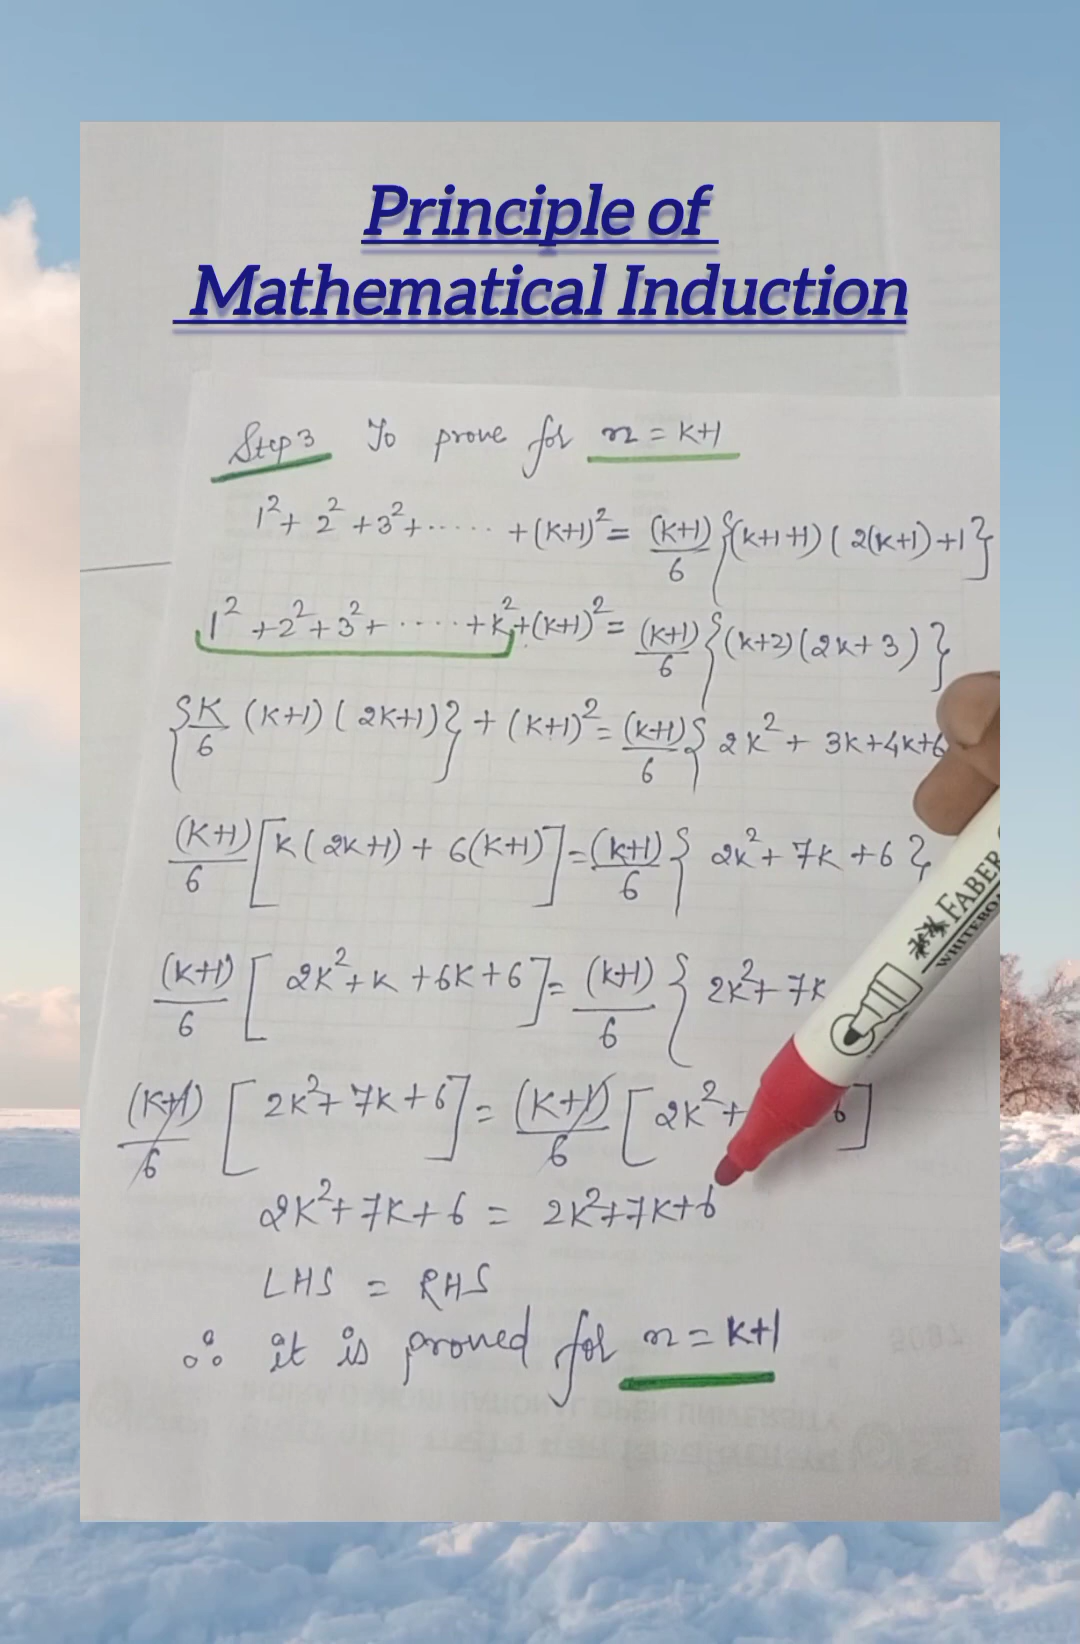 Principle of
Mathematical Induction
Step 3 To prove for n = k+1
1² + 2² + 3² + ...... + (k+1)² = (k+1)/6 {(k+1+1) ( 2(k+1)+1}
1² + 2² + 3² + ..... + k² + (k+1)² = (k+1)/6 {(k+2) (2k+3) }
{k/6 (k+1) ( 2k+1)} + (k+1)² = (k+1)/6 { 2k² + 3k+4k+6
(k+1)/6 [k ( 2k+1) + 6(k+1)] = (k+1)/6 { 2k² + 7k + 6 }
(k+1)/6 [ 2k² + k + 6k + 6 ] = (k+1)/6 { 2k² + 7k
(k+1)/6 [ 2k² + 7k + 6 ] = (k+1)/6 [ 2k² + 6 ]
2k² + 7k + 6 = 2k² + 7k + 6
LHS = RHS
∴ it is proved for n = k+1
FABER
WHITEBO